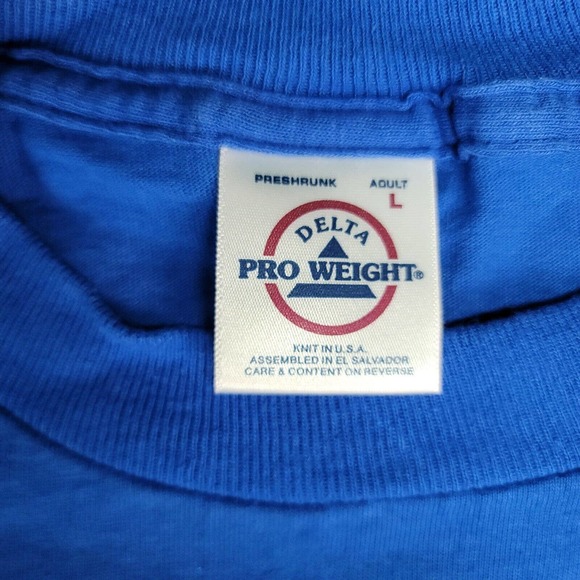 PRESHRUNK ADULT
L
DELTA
PRO WEIGHT®
KNIT IN U.S.A.
ASSEMBLED IN EL SALVADOR
CARE & CONTENT ON REVERSE